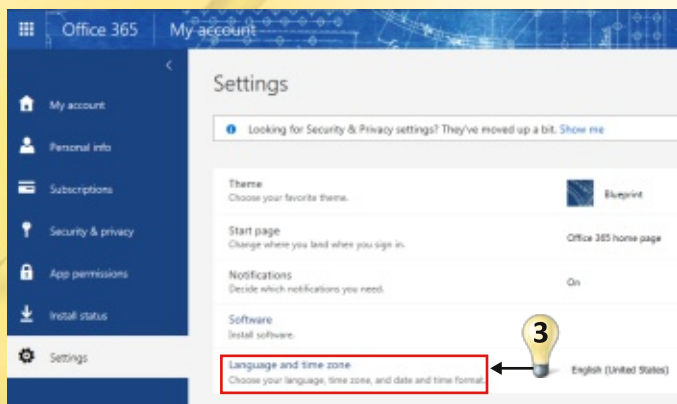 Office 365 My account
Settings
My account
Looking for Security & Privacy settings? They've moved up a bit. Show me
Personal info
Subscriptions
Security & privacy
App permissions
Install status
Settings
Theme
Choose your favorite theme.
Blueprint
Start page
Change where you land when you sign in.
Office 365 home page
Notifications
Decide which notifications you need.
On
Software
Install software.
3
Language and time zone
Choose your language, time zone, and date and time format.
English (United States)